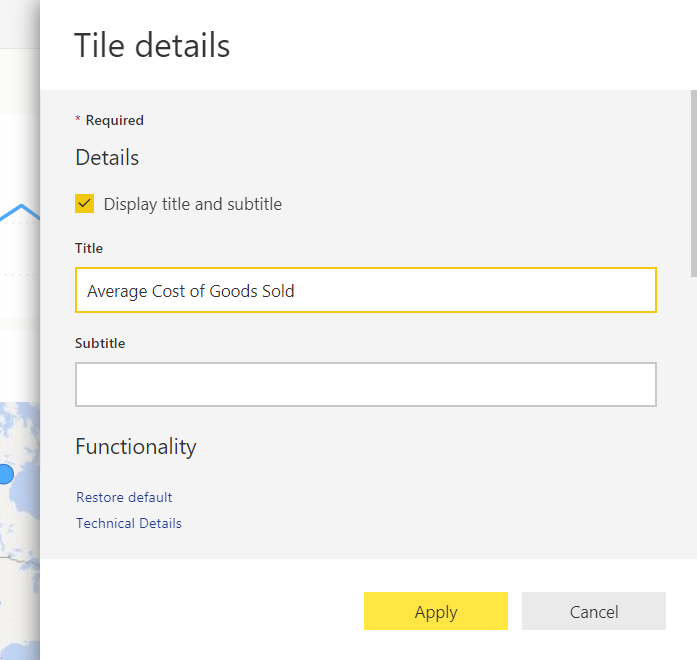 Tile details
* Required
Details
Display title and subtitle
Title
Average Cost of Goods Sold
Subtitle
Functionality
Restore default
Technical Details
Apply
Cancel